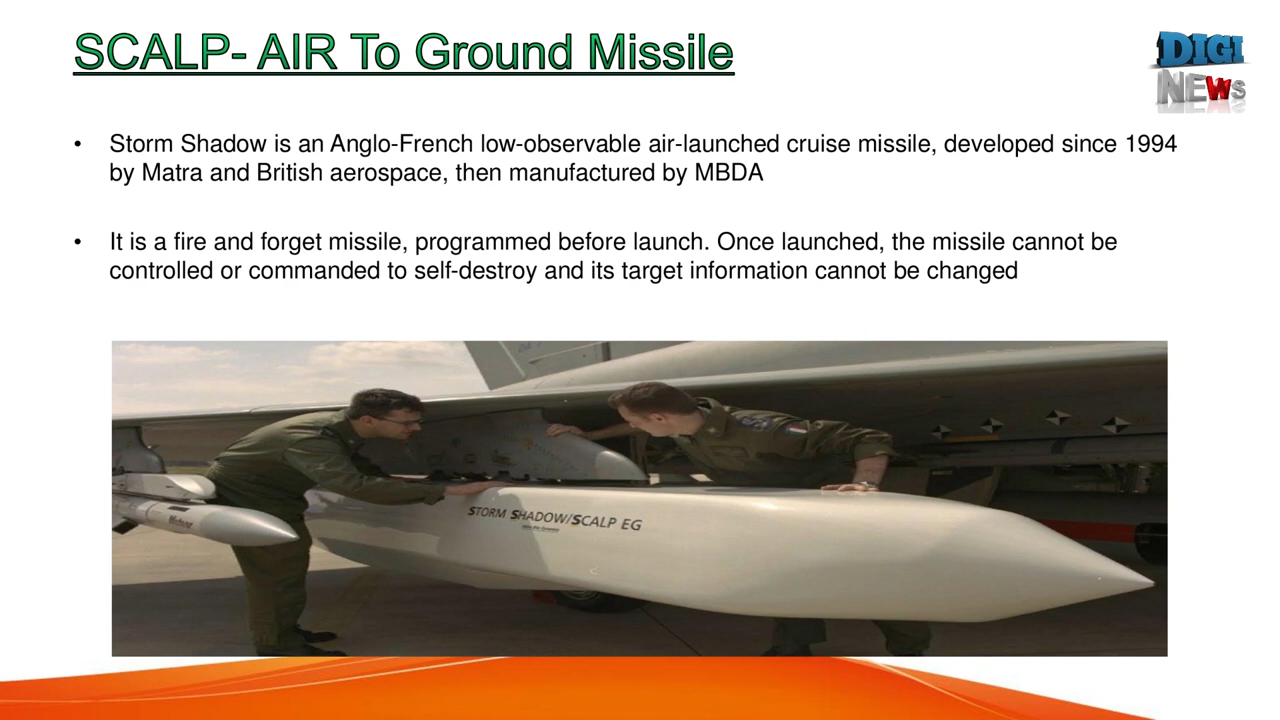 SCALP- AIR To Ground Missile
DIGI
NEWS
• Storm Shadow is an Anglo-French low-observable air-launched cruise missile, developed since 1994
by Matra and British aerospace, then manufactured by MBDA
• It is a fire and forget missile, programmed before launch. Once launched, the missile cannot be
controlled or commanded to self-destroy and its target information cannot be changed
STORM SHADOW/SCALP EG
Meteor